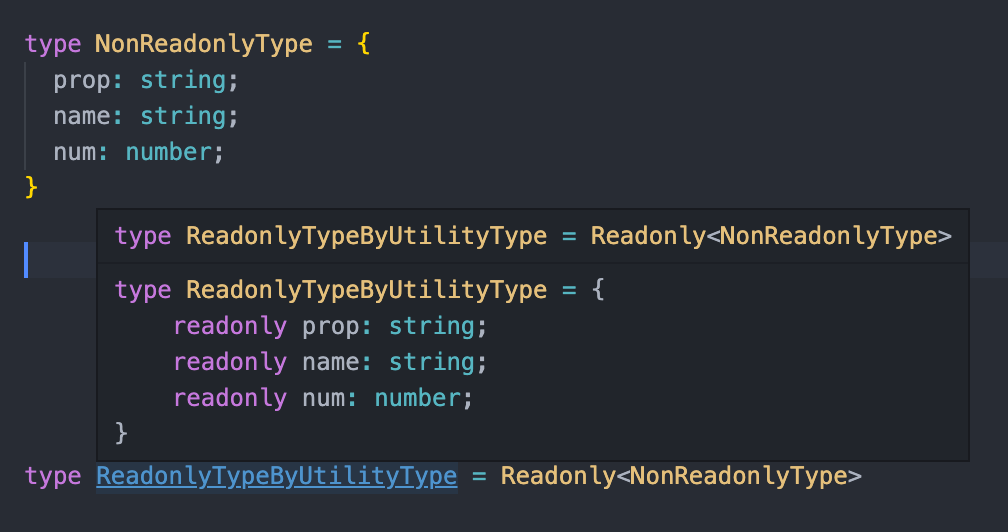 type NonReadonlyType = {
prop: string;
name: string;
num: number;
}
type ReadonlyTypeByUtilityType = Readonly<NonReadonlyType>
type ReadonlyTypeByUtilityType = {
readonly prop: string;
readonly name: string;
readonly num: number;
}
type ReadonlyTypeByUtilityType = Readonly<NonReadonlyType>